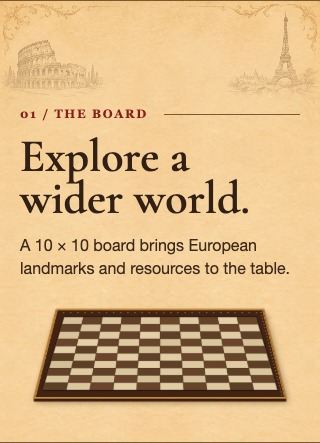 01 / THE BOARD
Explore a
wider world.
A 10 × 10 board brings European
landmarks and resources to the table.